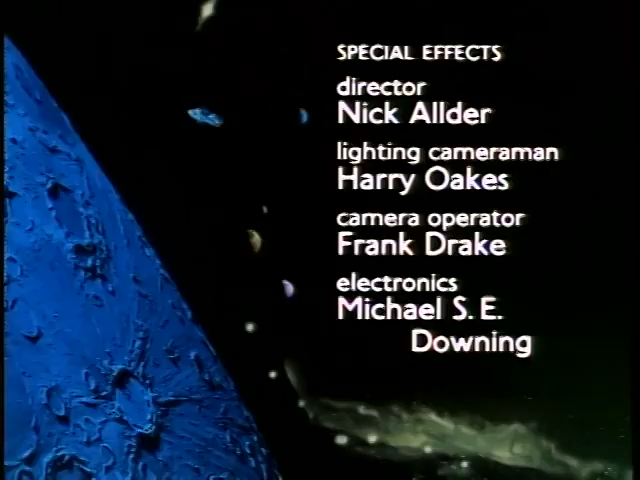 SPECIAL EFFECTS
director
Nick Allder
lighting cameraman
Harry Oakes
camera operator
Frank Drake
electronics
Michael S. E.
Downing